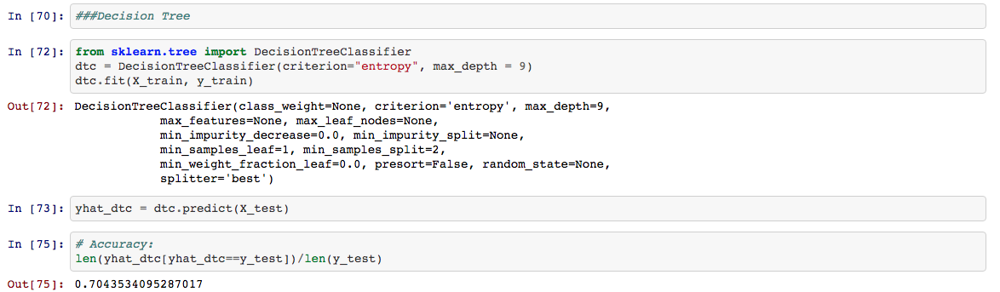 In [70]: ###Decision Tree
In [72]: from sklearn.tree import DecisionTreeClassifier
dtc = DecisionTreeClassifier(criterion="entropy", max_depth = 9)
dtc.fit(X_train, y_train)
Out[72]: DecisionTreeClassifier(class_weight=None, criterion='entropy', max_depth=9,
max_features=None, max_leaf_nodes=None,
min_impurity_decrease=0.0, min_impurity_split=None,
min_samples_leaf=1, min_samples_split=2,
min_weight_fraction_leaf=0.0, presort=False, random_state=None,
splitter='best')
In [73]: yhat_dtc = dtc.predict(X_test)
In [75]: # Accuracy:
len(yhat_dtc[yhat_dtc==y_test])/len(y_test)
Out[75]: 0.7043534095287017